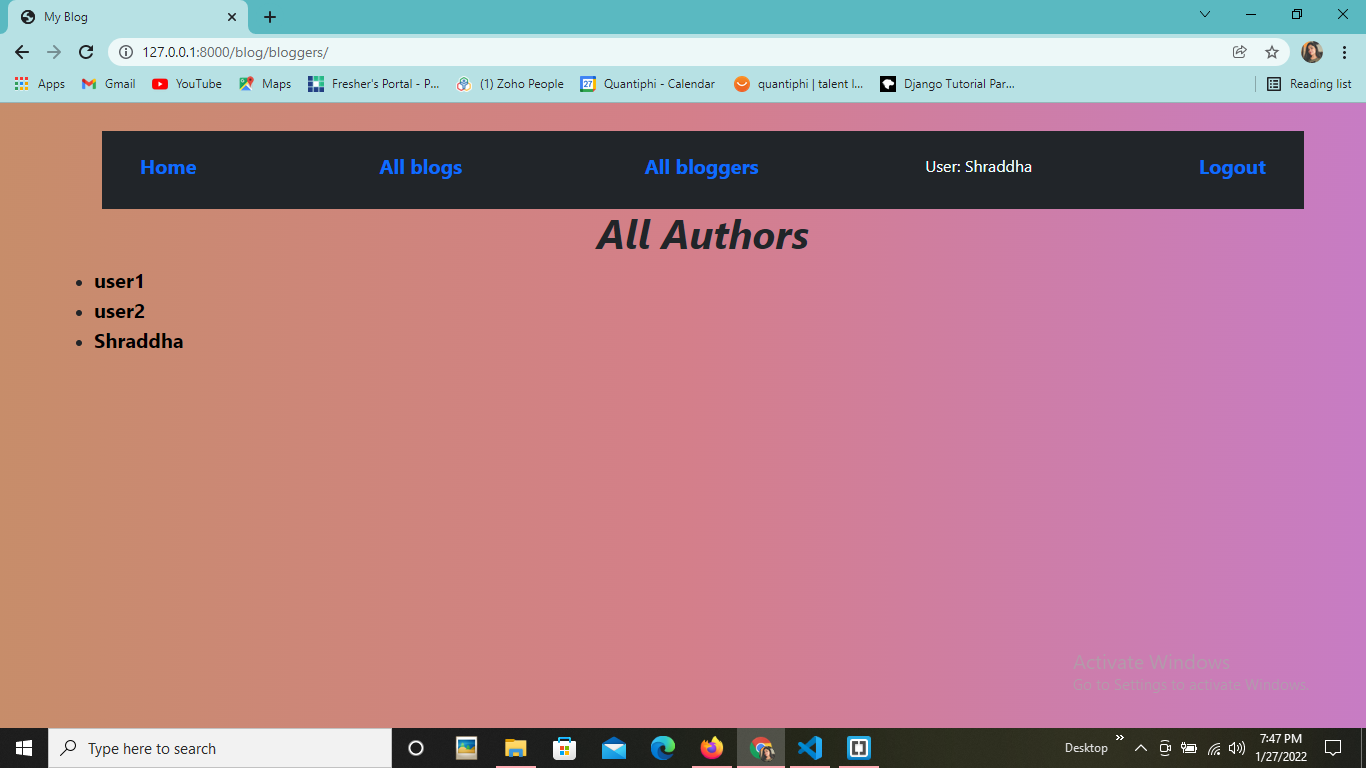 My Blog
127.0.0.1:8000/blog/bloggers/
Apps Gmail YouTube Maps Fresher's Portal - P... (1) Zoho People 27 Quantiphi - Calendar quantiphi | talent l... Django Tutorial Par... Reading list
Home All blogs All bloggers User: Shraddha Logout
All Authors
• user1
• user2
• Shraddha
Activate Windows
Go to Settings to activate Windows.
Type here to search Desktop 7:47 PM
1/27/2022